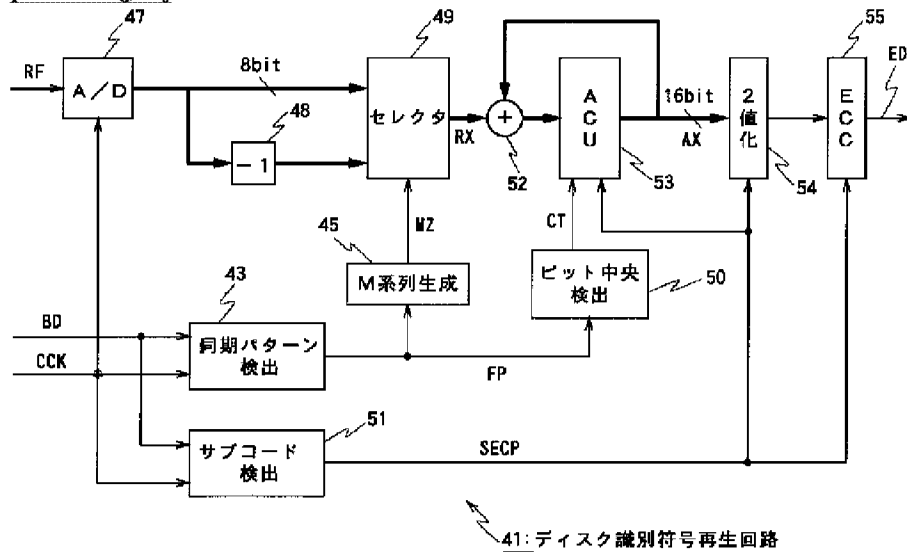 47
RF
A/D
8bit
48
−1
49
セレクタ
RX
+
52
ACU
53
16bit
AX
2値化
54
55
ECC
ED
MZ
45
M系列生成
CT
ピット中央
検出
50
43
BD
CCK
同期パターン
検出
FP
51
サブコード
検出
SECP
41:ディスク識別符号再生回路